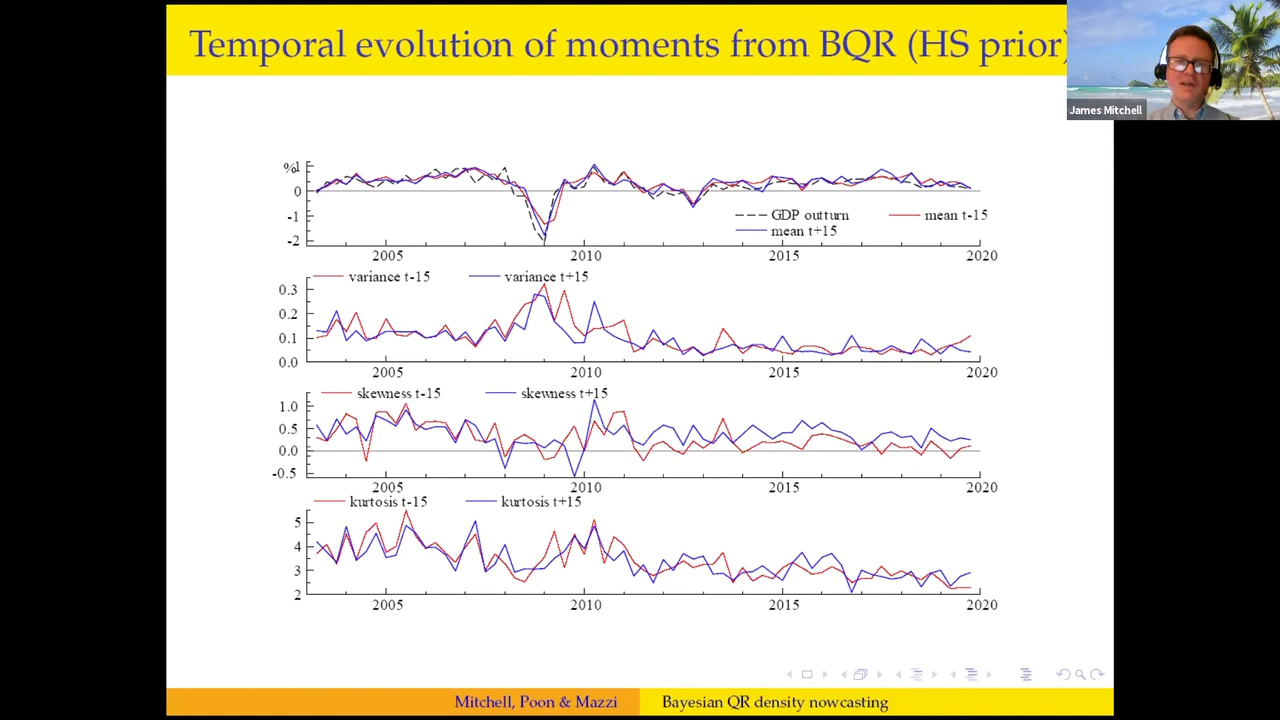 Temporal evolution of moments from BQR (HS prior)
James Mitchell
% 1
0
-1
-2
GDP outturn
mean t-15
mean t+15
2005
2010
2015
2020
variance t-15
variance t+15
0.3
0.2
0.1
0.0
2005
2010
2015
2020
skewness t-15
skewness t+15
1.0
0.5
0.0
-0.5
2005
2010
2015
2020
kurtosis t-15
kurtosis t+15
5
4
3
2
2005
2010
2015
2020
Mitchell, Poon & Mazzi
Bayesian QR density nowcasting